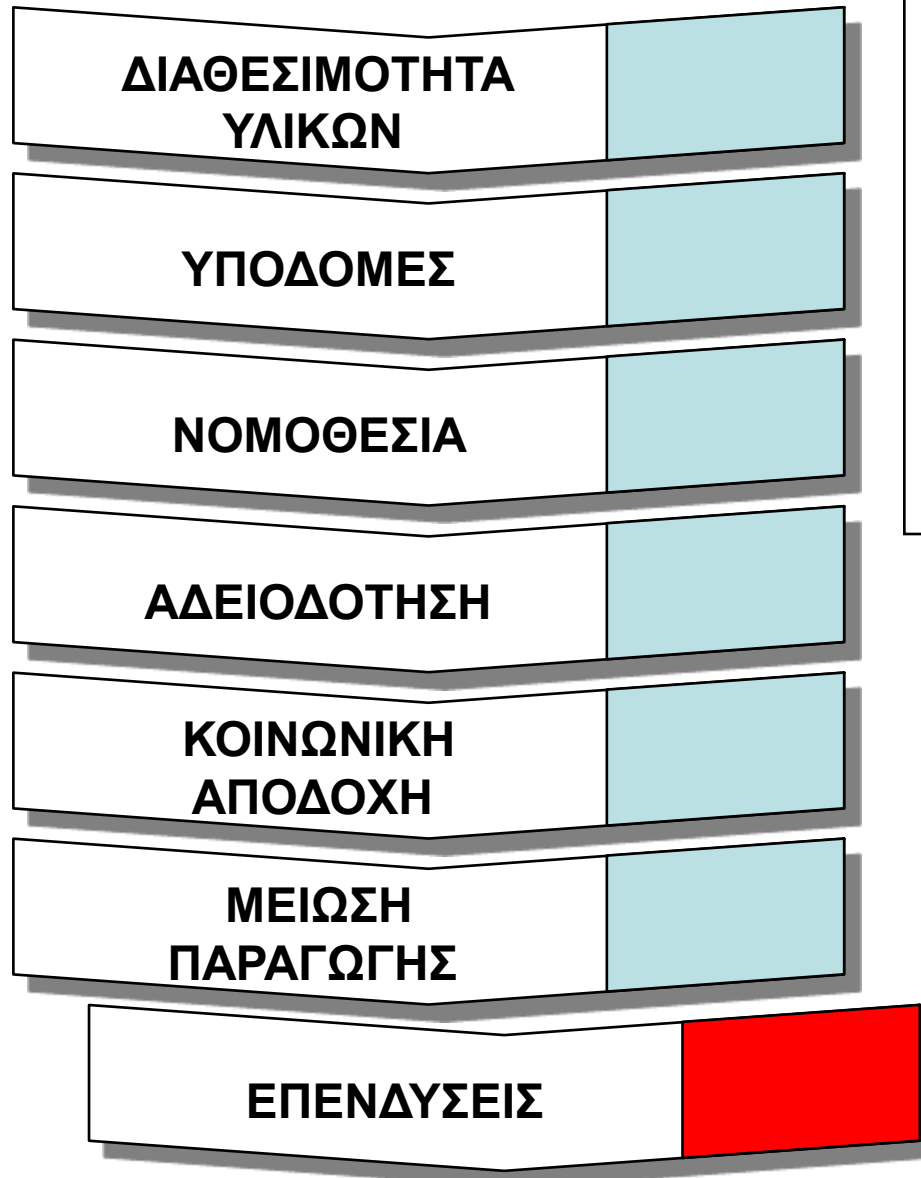 ΔΙΑΘΕΣΙΜΟΤΗΤΑ
ΥΛΙΚΩΝ
ΥΠΟΔΟΜΕΣ
ΝΟΜΟΘΕΣΙΑ
ΑΔΕΙΟΔΟΤΗΣΗ
ΚΟΙΝΩΝΙΚΗ
ΑΠΟΔΟΧΗ
ΜΕΙΩΣΗ
ΠΑΡΑΓΩΓΗΣ
ΕΠΕΝΔΥΣΕΙΣ